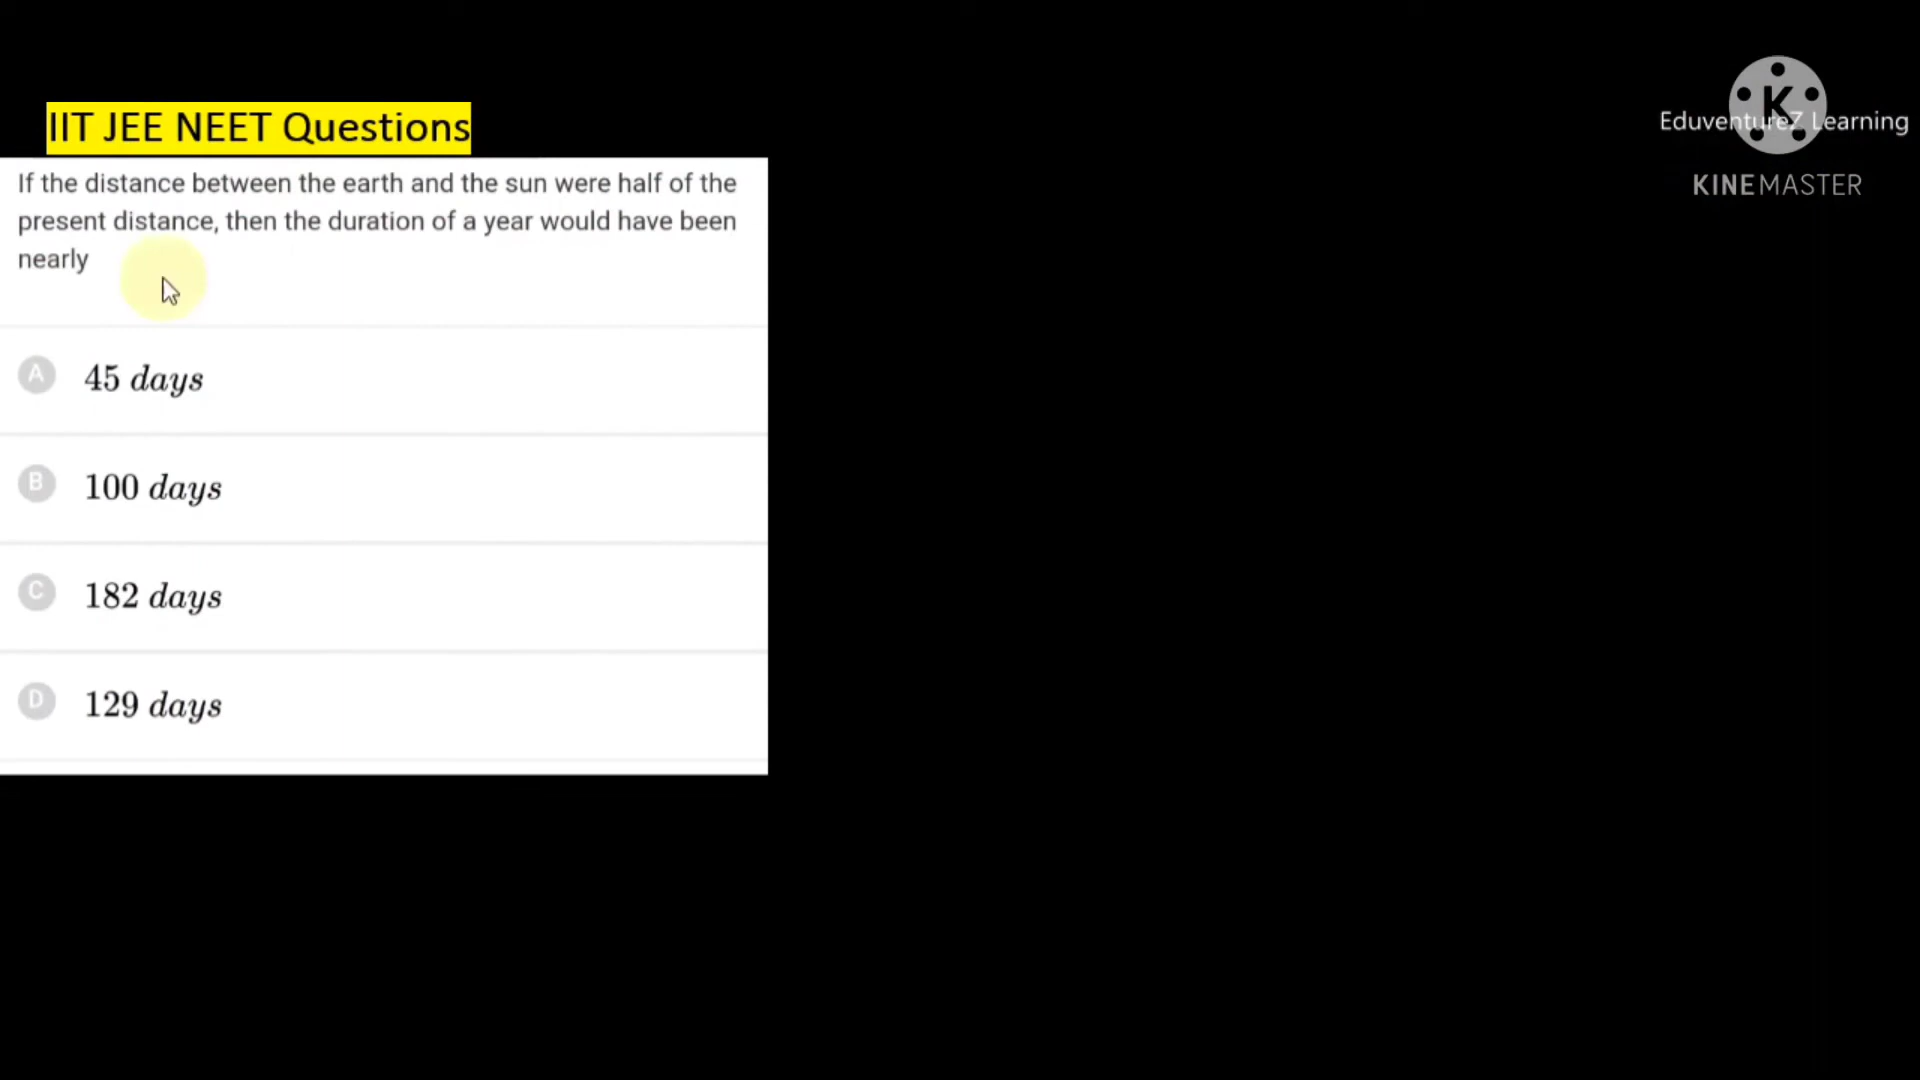 IIT JEE NEET Questions
EduventureZ Learning
KINEMASTER
If the distance between the earth and the sun were half of the
present distance, then the duration of a year would have been
nearly
A 45 days
B 100 days
C 182 days
D 129 days